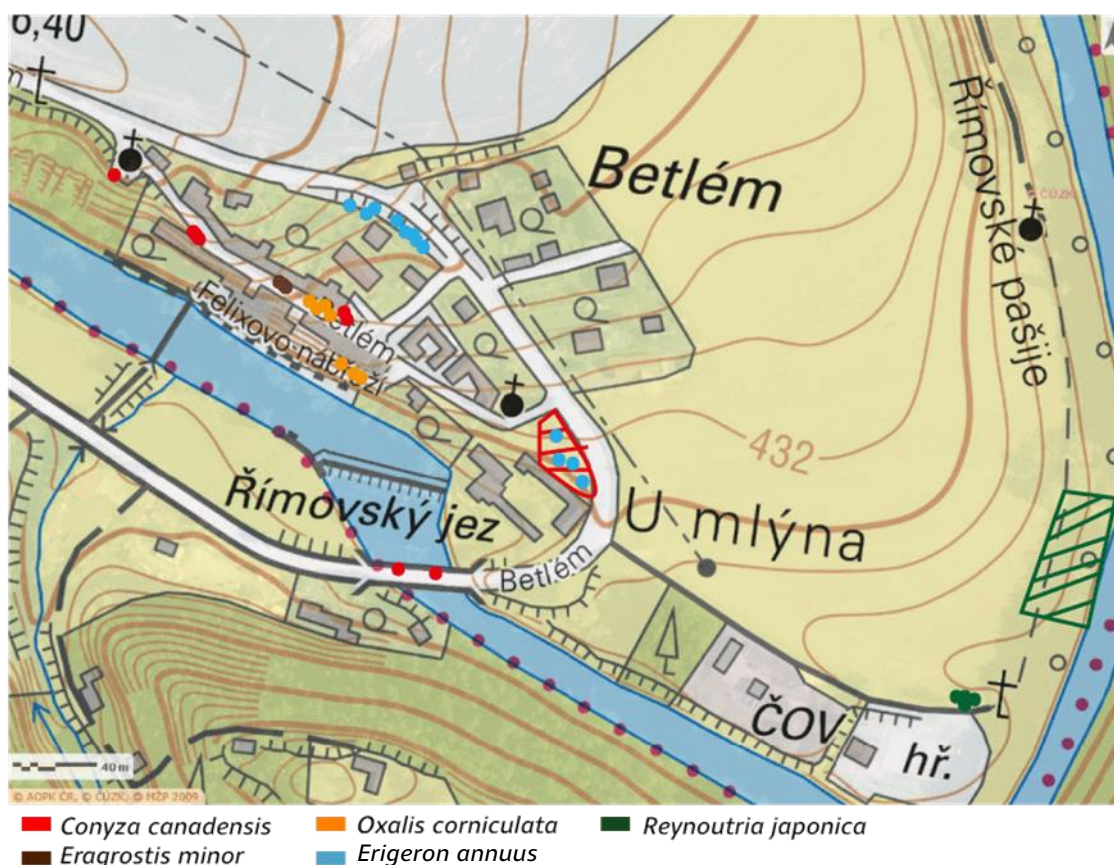 6,40
m
Betlém
ČÚZK
Římovské pašije
Betlém
Felixovo nábřeží
432
Římovský jez
U mlýna
Betlém
ČOV
hř.
40 m
© AOPK ČR, © ČÚZK, © MŽP 2009
Conyza canadensis
Oxalis corniculata
Reynoutria japonica
Eragrostis minor
Erigeron annuus